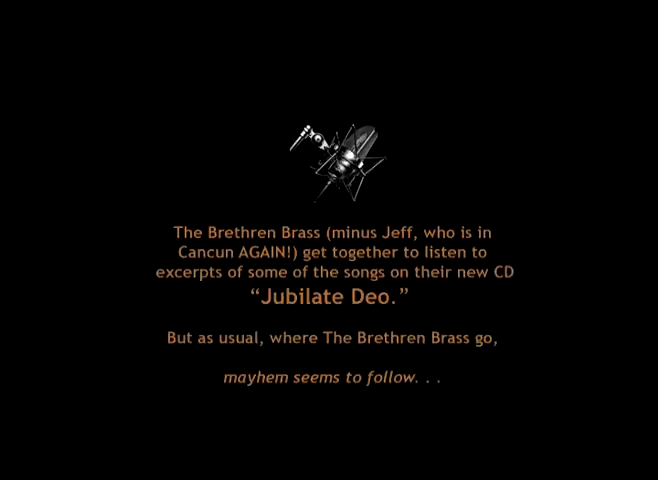 The Brethren Brass (minus Jeff, who is in
Cancun AGAIN!) get together to listen to
excerpts of some of the songs on their new CD
“Jubilate Deo.”
But as usual, where The Brethren Brass go,
mayhem seems to follow. . .